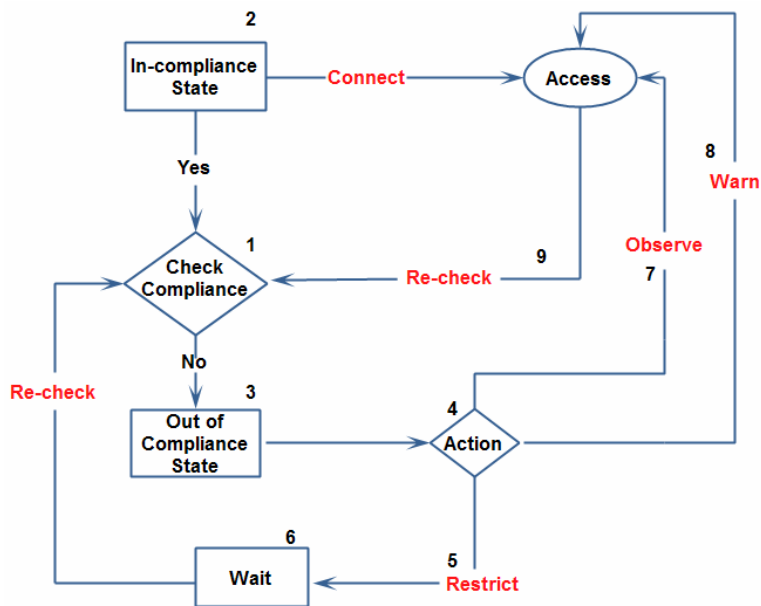 2
In-compliance
State
Connect
Access
Yes
8
Warn
1
Check
Compliance
9
Re-check
Observe
7
No
Re-check
3
Out of
Compliance
State
4
Action
6
Wait
5
Restrict